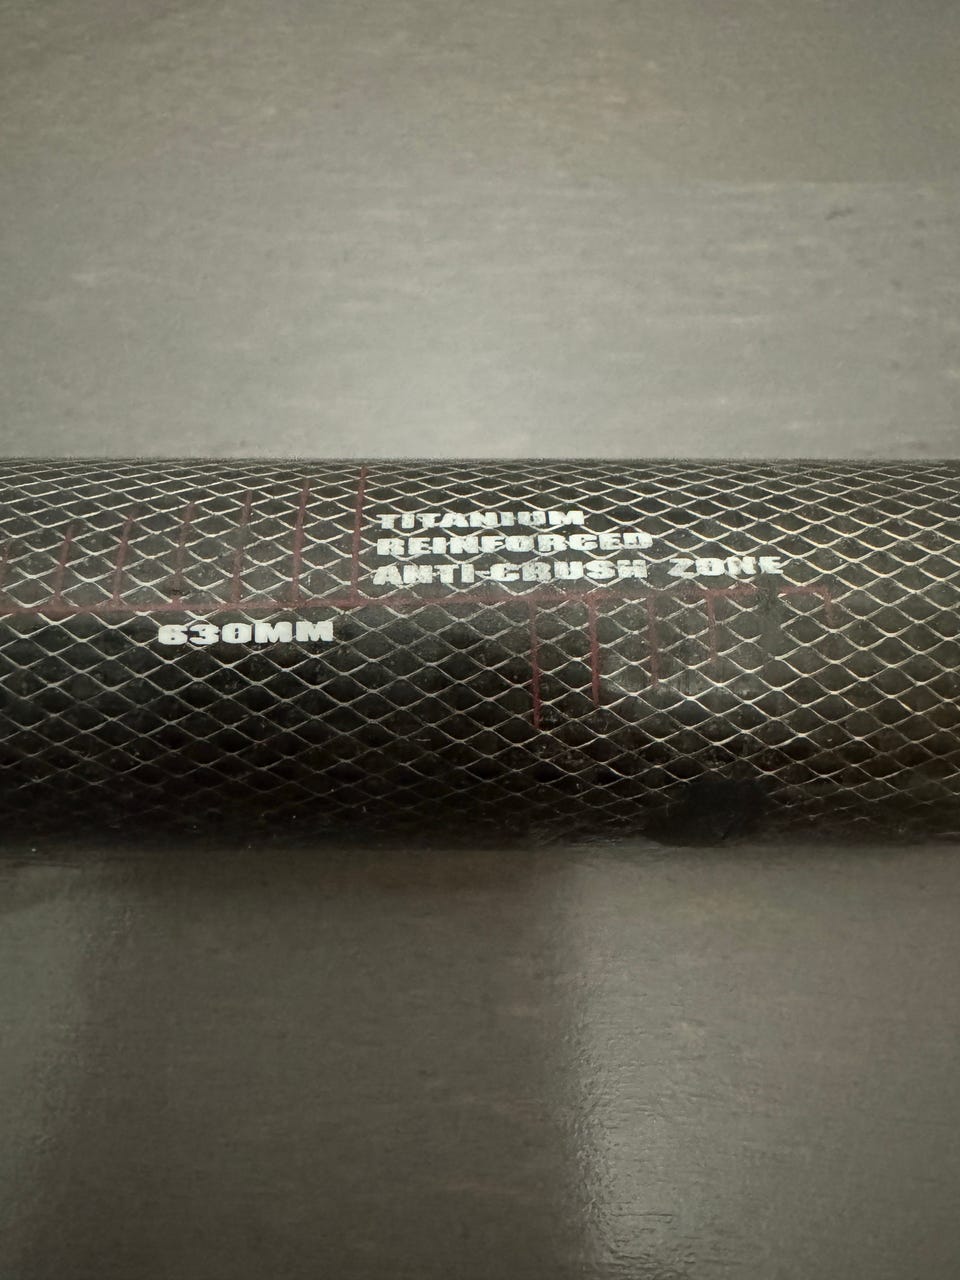 TITANIUM
REINFORCED
ANTI-CRUSH ZONE
630MM